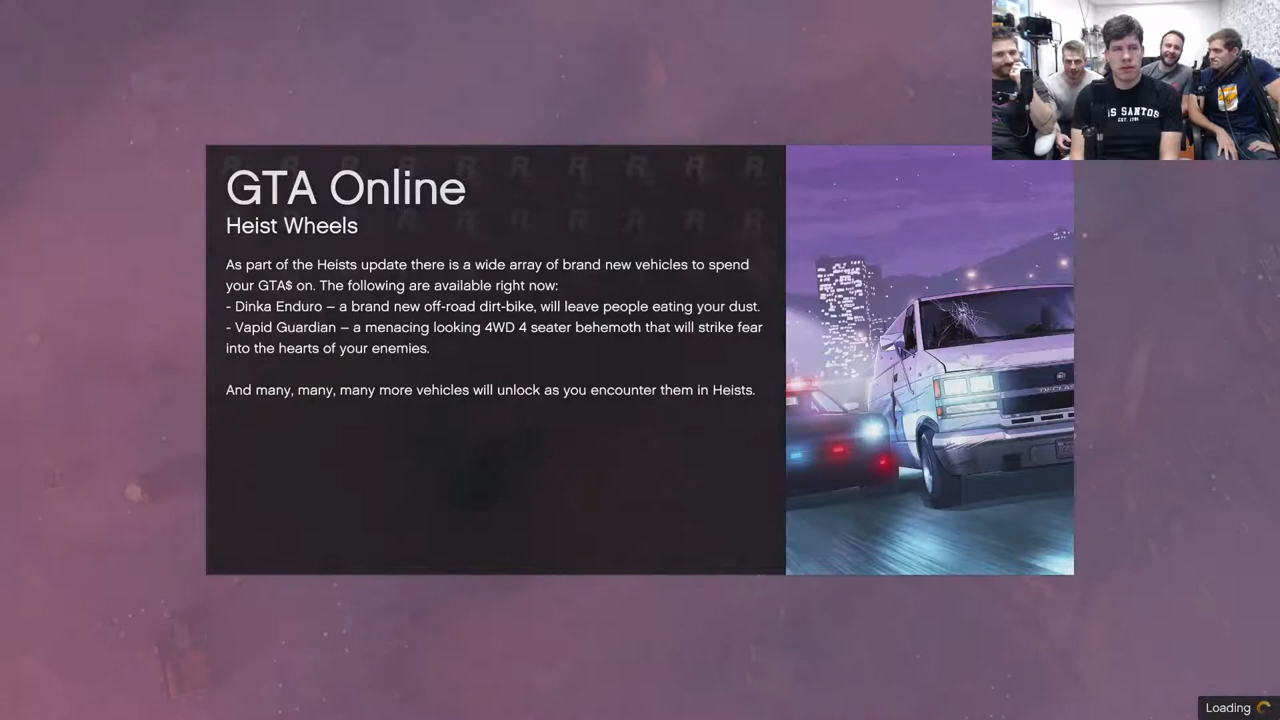 GTA Online
Heist Wheels
As part of the Heists update there is a wide array of brand new vehicles to spend
your GTA$ on. The following are available right now:
- Dinka Enduro – a brand new off-road dirt-bike, will leave people eating your dust.
- Vapid Guardian – a menacing looking 4WD 4 seater behemoth that will strike fear
into the hearts of your enemies.
And many, many, many more vehicles will unlock as you encounter them in Heists.
SANTOS
Loading